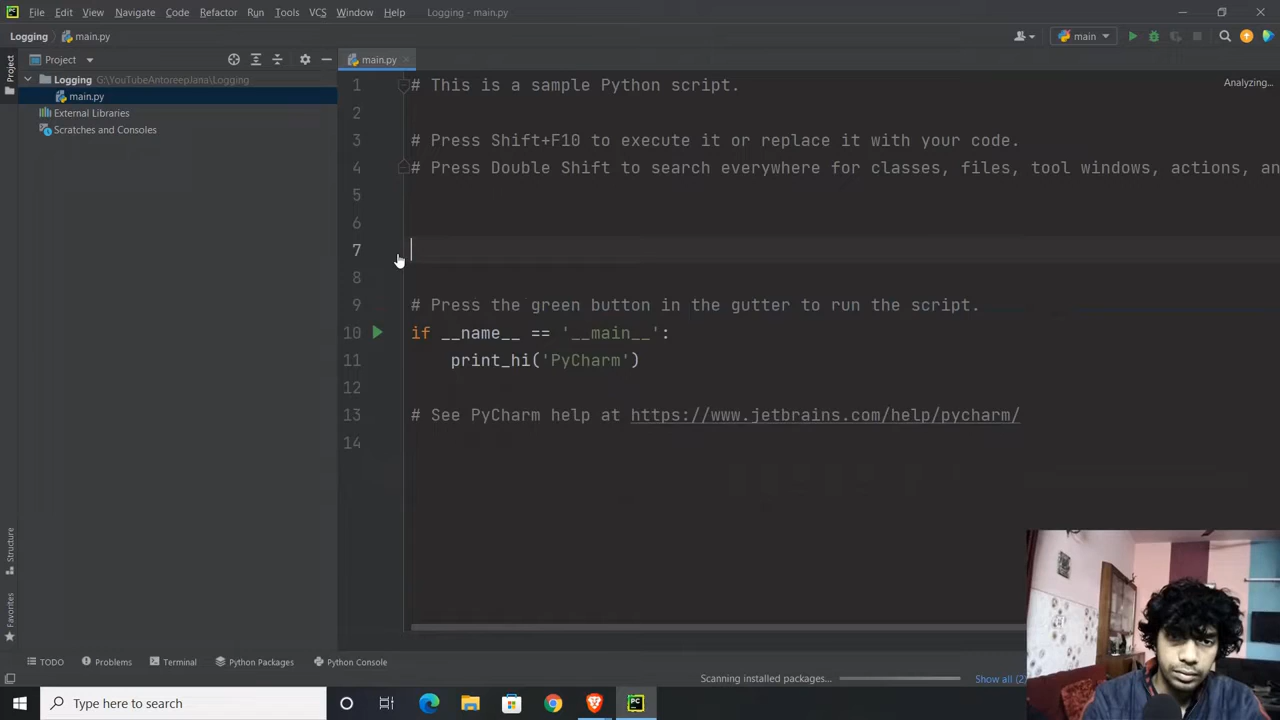 File Edit View Navigate Code Refactor Run Tools VCS Window Help Logging - main.py
Logging main.py main
Project main.py
Project
Logging G:\YouTubeAntoreepJana\Logging
main.py
External Libraries
Scratches and Consoles
Analyzing...
1 # This is a sample Python script.
2
3 # Press Shift+F10 to execute it or replace it with your code.
4 # Press Double Shift to search everywhere for classes, files, tool windows, actions, an
5
6
7
8
9 # Press the green button in the gutter to run the script.
10 if __name__ == '__main__':
11 print_hi('PyCharm')
12
13 # See PyCharm help at https://www.jetbrains.com/help/pycharm/
14
Structure
Favorites
TODO Problems Terminal Python Packages Python Console
Scanning installed packages... Show all (2
PC
Type here to search